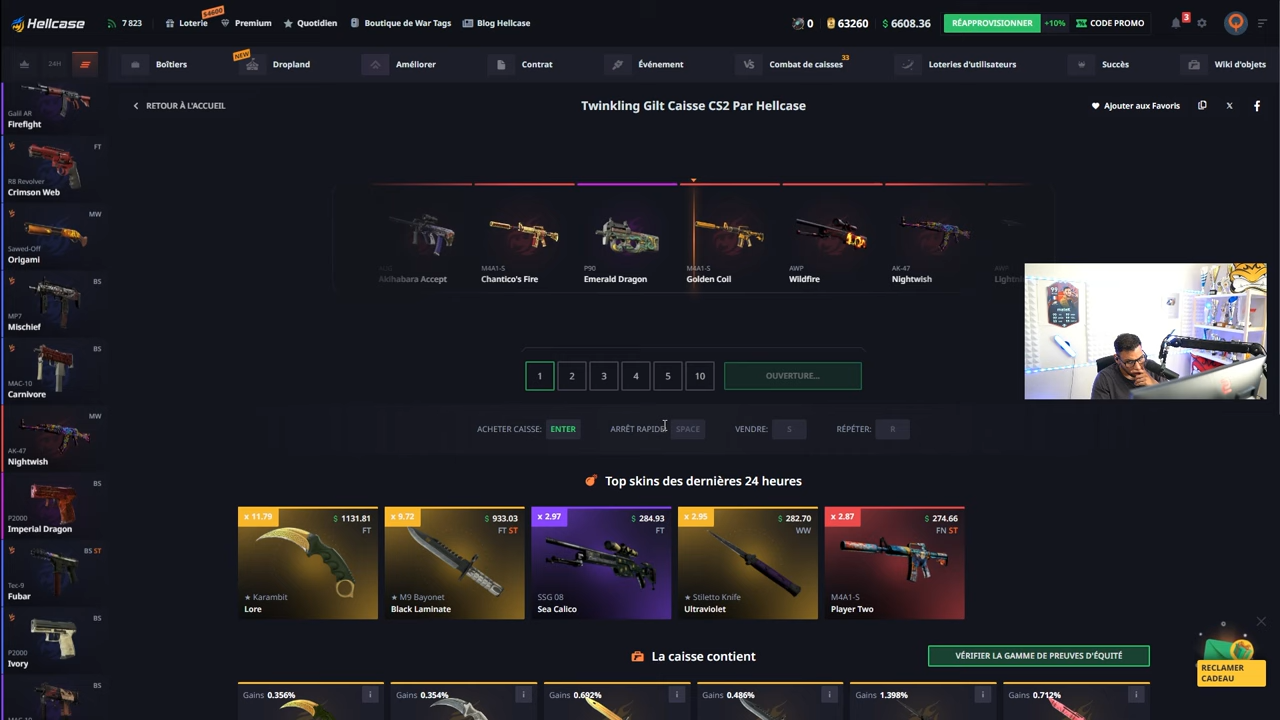 Hellcase
7 823
Loterie
$4600
Premium
Quotidien
Boutique de War Tags
Blog Hellcase
0
63260
$ 6608.36
RÉAPPROVISIONNER
+10%
CODE PROMO
3
24H
Boîtiers
NEW
Dropland
Améliorer
Contrat
Événement
Combat de caisses
33
Loteries d'utilisateurs
Succès
Wiki d'objets
RETOUR À L'ACCUEIL
Twinkling Gilt Caisse CS2 Par Hellcase
Ajouter aux Favoris
Galil AR
Firefight
FT
R8 Revolver
Crimson Web
MW
Sawed-Off
Origami
BS
MP7
Mischief
BS
MAC-10
Carnivore
MW
AK-47
Nightwish
BS
P2000
Imperial Dragon
BS ST
Tec-9
Fubar
BS
P2000
Ivory
BS
MAC-10
Akihabara Accept
M4A1-S
Chantico's Fire
P90
Emerald Dragon
M4A1-S
Golden Coil
AWP
Wildfire
AK-47
Nightwish
AWP
1
2
3
4
5
10
OUVERTURE...
ACHETER CAISSE:
ENTER
ARRÊT RAPIDE
SPACE
VENDRE:
S
RÉPÉTER:
R
Top skins des dernières 24 heures
x 11.79
$ 1131.81
FT
★ Karambit
Lore
x 9.72
$ 933.03
FT ST
★ M9 Bayonet
Black Laminate
x 2.97
$ 284.93
FT
SSG 08
Sea Calico
x 2.95
$ 282.70
WW
★ Stiletto Knife
Ultraviolet
x 2.87
$ 274.66
FN ST
M4A1-S
Player Two
La caisse contient
VÉRIFIER LA GAMME DE PREUVES D'ÉQUITÉ
RECLAMER
CADEAU
Gains 0.356%
Gains 0.354%
Gains 0.692%
Gains 0.486%
Gains 1.398%
Gains 0.712%